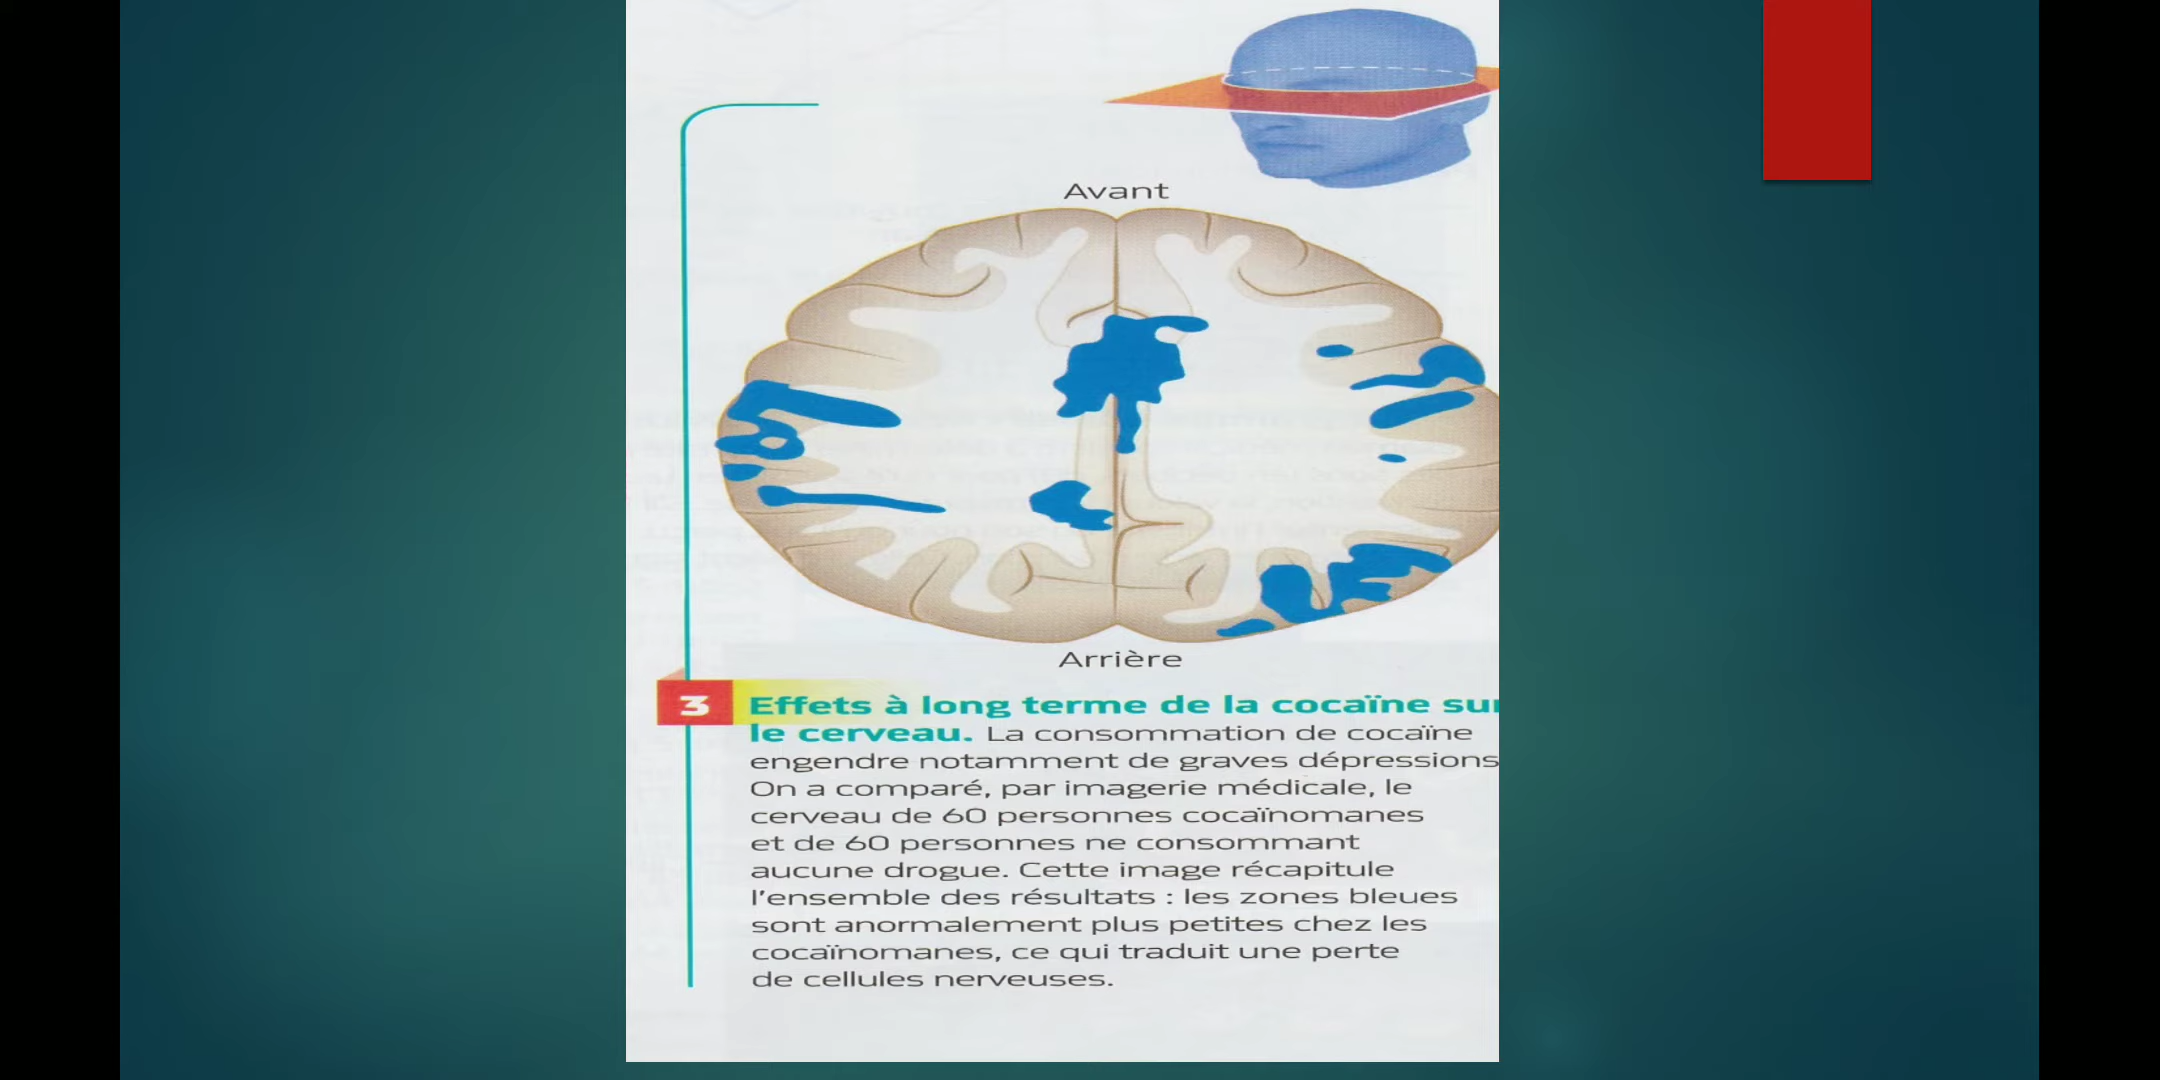 Avant
Arrière
3
Effets à long terme de la cocaïne sur
le cerveau. La consommation de cocaïne
engendre notamment de graves dépressions
On a comparé, par imagerie médicale, le
cerveau de 60 personnes cocaïnomanes
et de 60 personnes ne consommant
aucune drogue. Cette image récapitule
l'ensemble des résultats : les zones bleues
sont anormalement plus petites chez les
cocaïnomanes, ce qui traduit une perte
de cellules nerveuses.